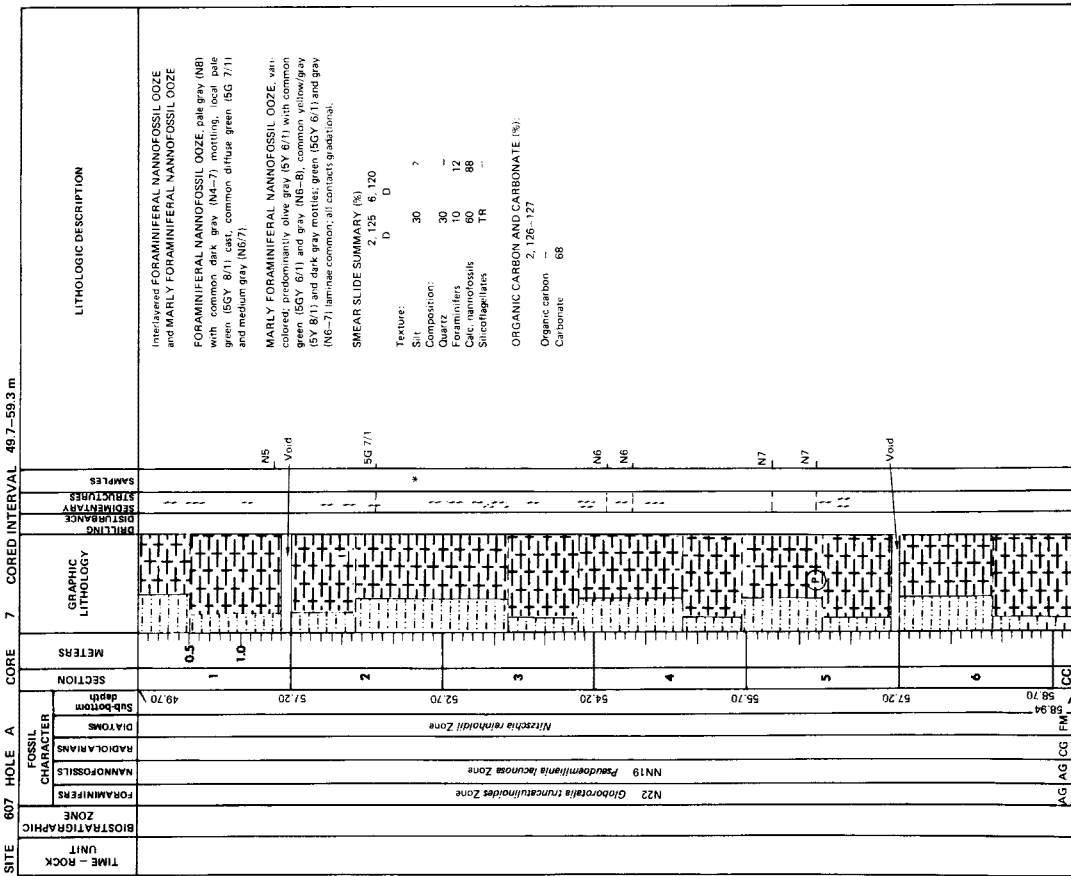 SITE 607 HOLE A CORE 7 CORED INTERVAL 49.7–59.3 m
TIME – ROCK
UNIT
BIOSTRATIGRAPHIC
ZONE
FOSSIL
CHARACTER
FORAMINIFERS
NANNOFOSSILS
RADIOLARIANS
DIATOMS
Sub-bottom
depth
SECTION
METERS
GRAPHIC
LITHOLOGY
DRILLING
DISTURBANCE
SEDIMENTARY
STRUCTURES
SAMPLES
LITHOLOGIC DESCRIPTION
N22 Globorotalia truncatulinoides Zone
NN19 Pseudoemiliania lacunosa Zone
Nitzschia reinholdii Zone
49.70
51.20
52.70
54.20
55.70
57.20
58.70
58.94
1
0.5
1.0
2
3
4
5
6
CC
AG AG CG FM
P
*
N5
Void
5G 7/1
N6
N6
N7
N7
Void
Interlayered FORAMINIFERAL NANNOFOSSIL OOZE
and MARLY FORAMINIFERAL NANNOFOSSIL OOZE
FORAMINIFERAL NANNOFOSSIL OOZE, pale gray (N8)
with common dark gray (N4–7) mottling, local pale
green (5GY 8/1) cast, common diffuse green (5G 7/1)
and medium gray (N6/7).
MARLY FORAMINIFERAL NANNOFOSSIL OOZE, vari-
colored; predominantly olive gray (5Y 6/1) with common
green (5GY 6/1) and gray (N6–8), common yellow/gray
(5Y 8/1) and dark gray mottles; green (5GY 6/1) and gray
(N6–7) laminae common; all contacts gradational.
SMEAR SLIDE SUMMARY (%)
2, 125 6, 120
D D
Texture:
Silt 30 ?
Composition:
Quartz 30 –
Foraminifers 10 12
Calc. nannofossils 60 88
Silicoflagellates TR –
ORGANIC CARBON AND CARBONATE (%):
2, 126–127
Organic carbon –
Carbonate 68